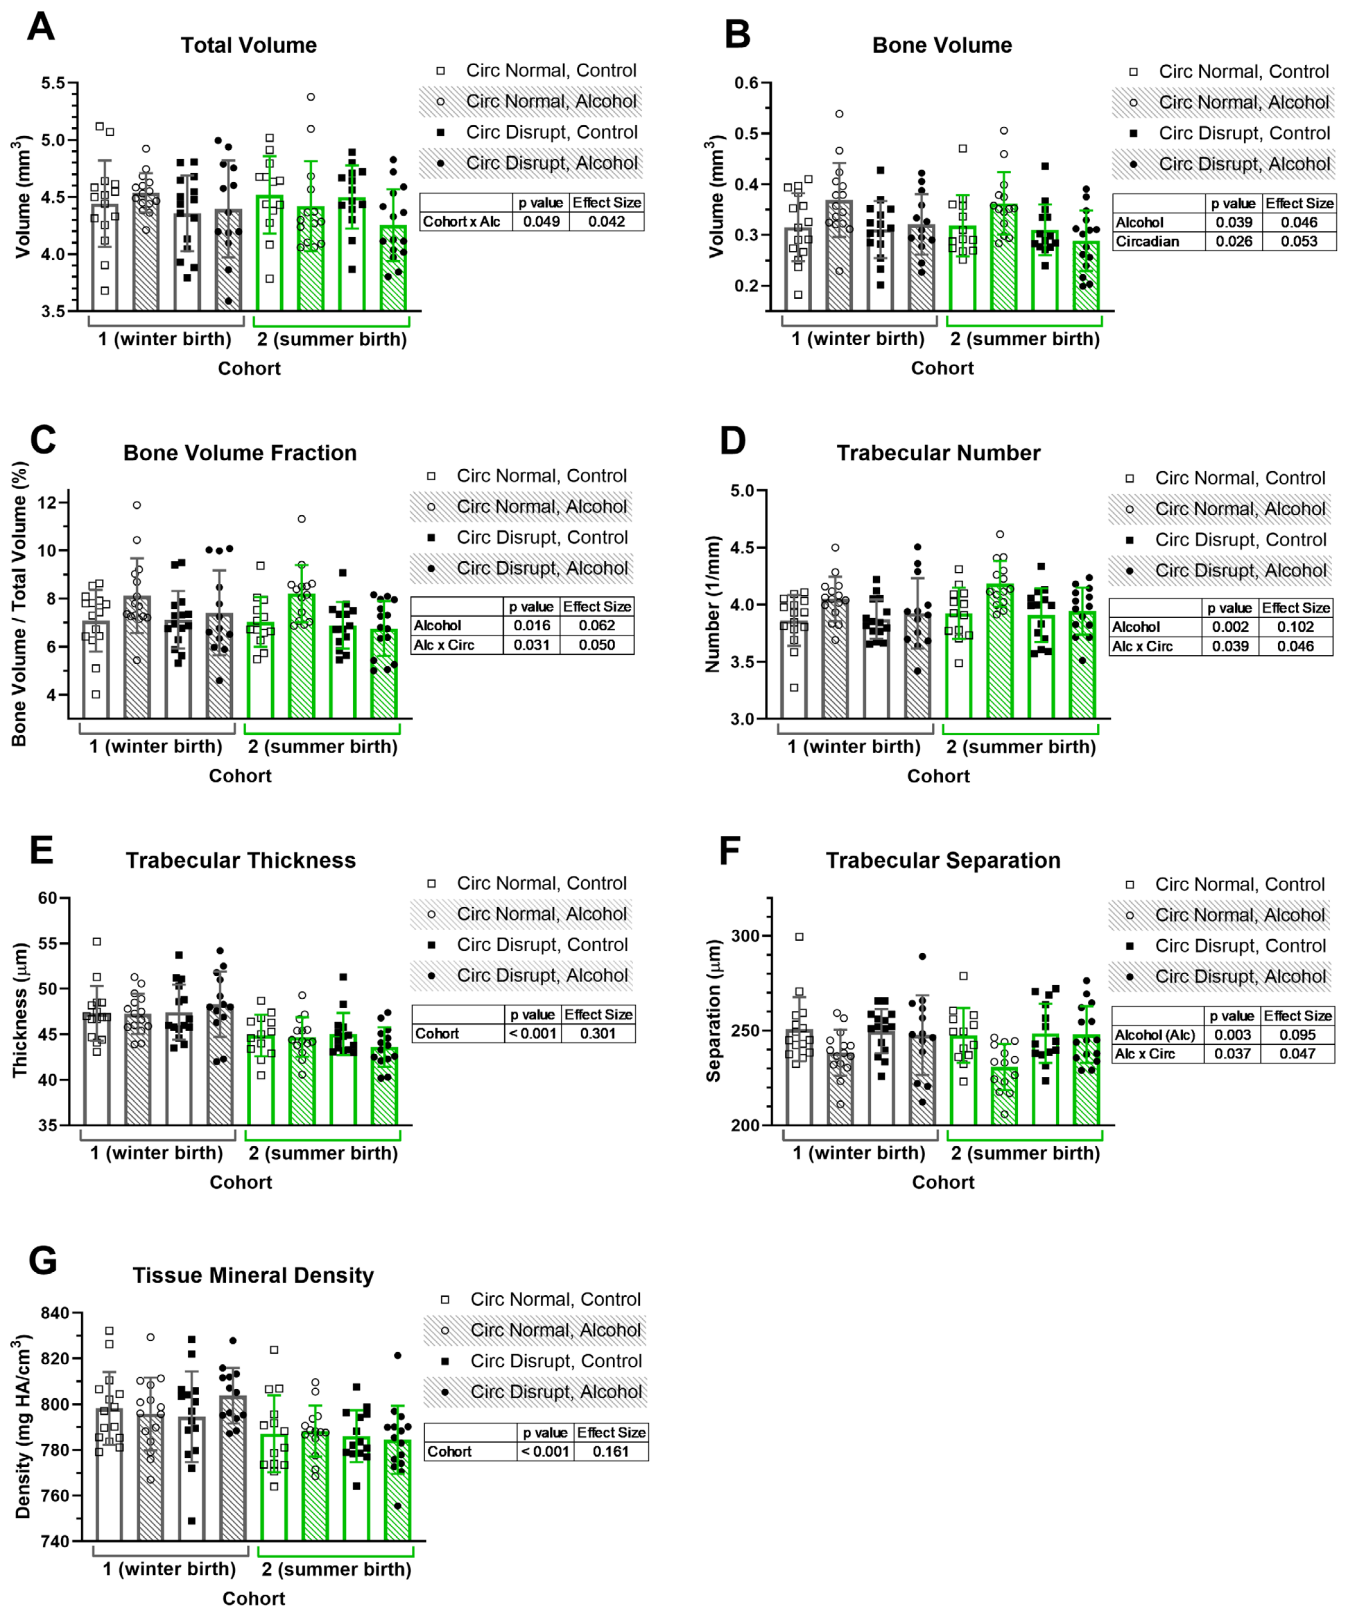 A
Total Volume
Volume (mm3)
5.5
5.0
4.5
4.0
3.5
1 (winter birth) 2 (summer birth)
Cohort
Circ Normal, Control
Circ Normal, Alcohol
Circ Disrupt, Control
Circ Disrupt, Alcohol
p value Effect Size
Cohort x Alc 0.049 0.042
B
Bone Volume
Volume (mm3)
0.6
0.5
0.4
0.3
0.2
1 (winter birth) 2 (summer birth)
Cohort
Circ Normal, Control
Circ Normal, Alcohol
Circ Disrupt, Control
Circ Disrupt, Alcohol
p value Effect Size
Alcohol 0.039 0.046
Circadian 0.026 0.053
C
Bone Volume Fraction
Bone Volume / Total Volume (%)
12
10
8
6
4
1 (winter birth) 2 (summer birth)
Cohort
Circ Normal, Control
Circ Normal, Alcohol
Circ Disrupt, Control
Circ Disrupt, Alcohol
p value Effect Size
Alcohol 0.016 0.062
Alc x Circ 0.031 0.050
D
Trabecular Number
Number (1/mm)
5.0
4.5
4.0
3.5
3.0
1 (winter birth) 2 (summer birth)
Cohort
Circ Normal, Control
Circ Normal, Alcohol
Circ Disrupt, Control
Circ Disrupt, Alcohol
p value Effect Size
Alcohol 0.002 0.102
Alc x Circ 0.039 0.046
E
Trabecular Thickness
Thickness (μm)
60
55
50
45
40
35
1 (winter birth) 2 (summer birth)
Cohort
Circ Normal, Control
Circ Normal, Alcohol
Circ Disrupt, Control
Circ Disrupt, Alcohol
p value Effect Size
Cohort < 0.001 0.301
F
Trabecular Separation
Separation (μm)
300
250
200
1 (winter birth) 2 (summer birth)
Cohort
Circ Normal, Control
Circ Normal, Alcohol
Circ Disrupt, Control
Circ Disrupt, Alcohol
p value Effect Size
Alcohol (Alc) 0.003 0.095
Alc x Circ 0.037 0.047
G
Tissue Mineral Density
Density (mg HA/cm3)
840
820
800
780
760
740
1 (winter birth) 2 (summer birth)
Cohort
Circ Normal, Control
Circ Normal, Alcohol
Circ Disrupt, Control
Circ Disrupt, Alcohol
p value Effect Size
Cohort < 0.001 0.161